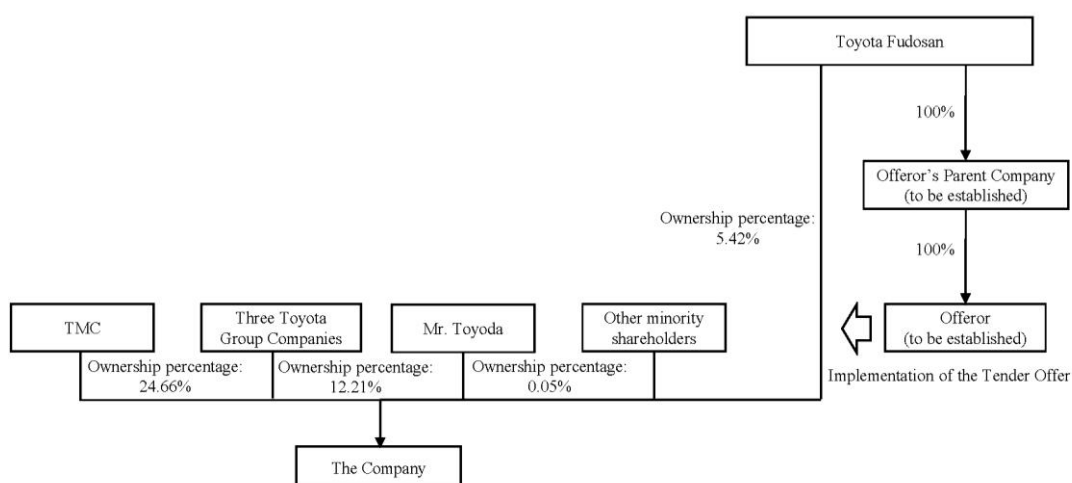 Toyota Fudosan
100%
Offeror's Parent Company
(to be established)
Ownership percentage:
5.42%
100%
TMC
Three Toyota
Group Companies
Mr. Toyoda
Other minority
shareholders
Offeror
(to be established)
Ownership percentage:
24.66%
Ownership percentage:
12.21%
Ownership percentage:
0.05%
Implementation of the Tender Offer
The Company